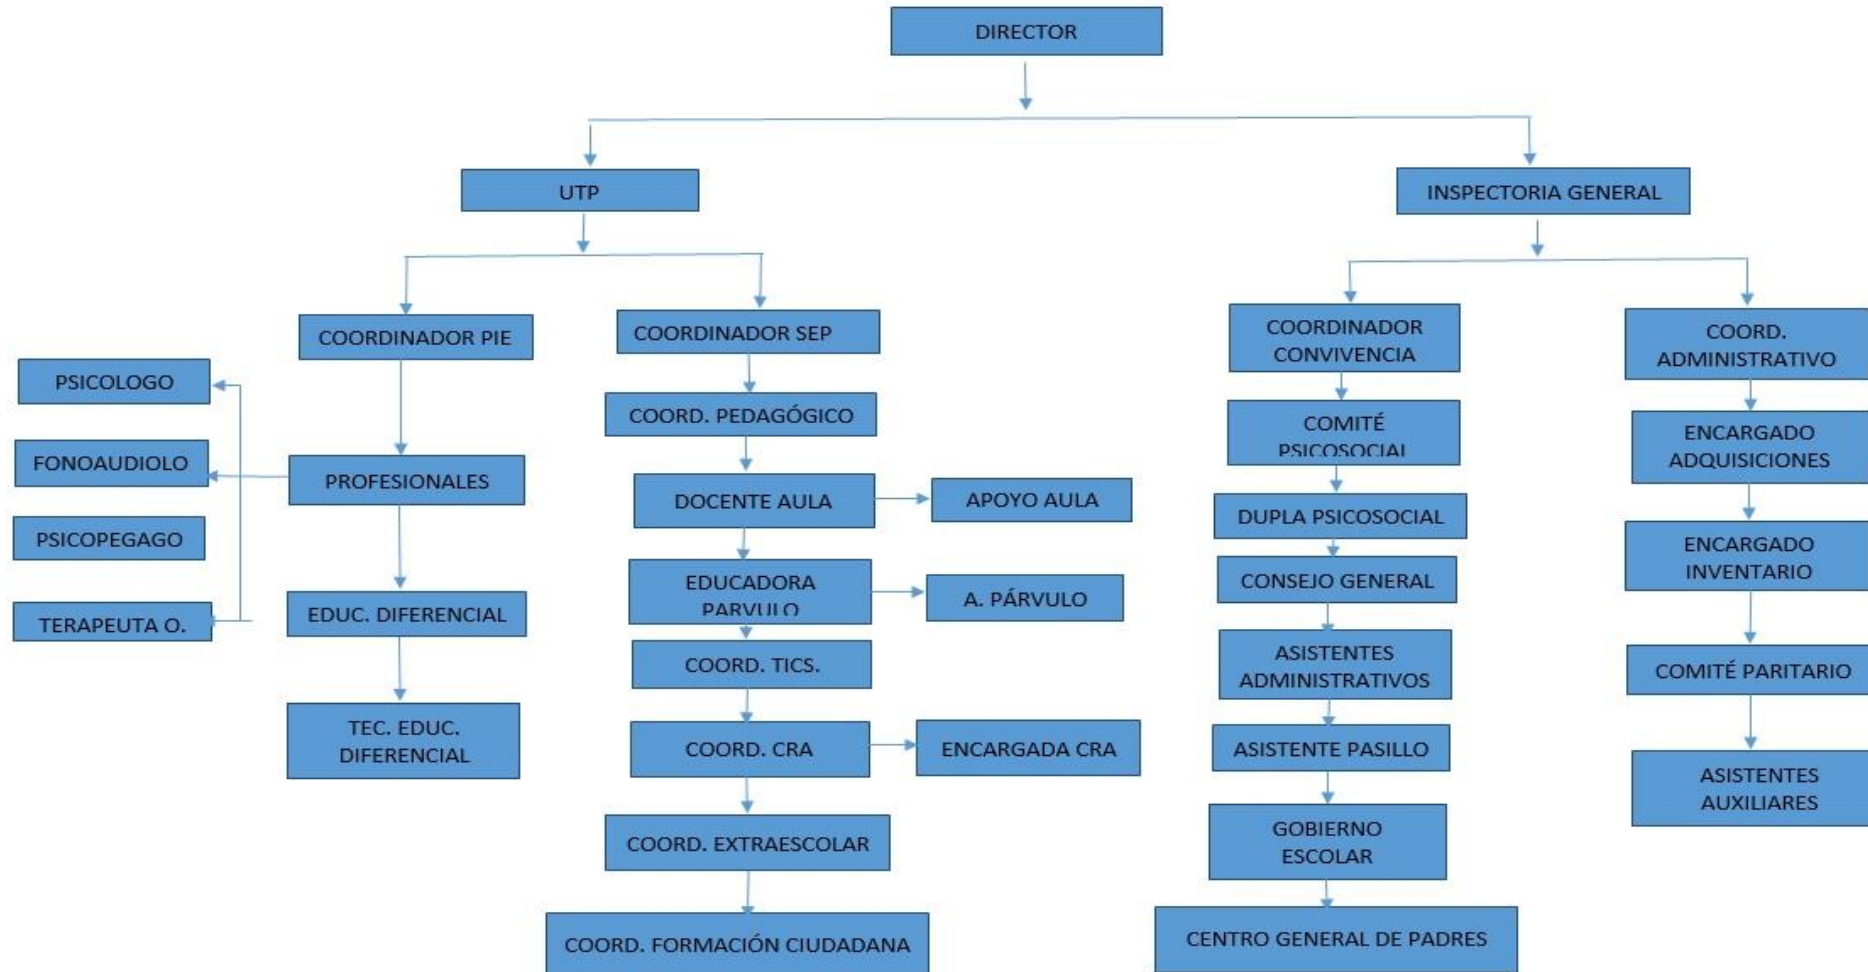 DIRECTOR
UTP
INSPECTORIA GENERAL
COORDINADOR PIE
COORDINADOR SEP
COORDINADOR
CONVIVENCIA
COORD.
ADMINISTRATIVO
PSICOLOGO
COORD. PEDAGÓGICO
COMITÉ
PSICOSOCIAL
ENCARGADO
ADQUISICIONES
FONOAUDIOLO
PROFESIONALES
DOCENTE AULA
APOYO AULA
DUPLA PSICOSOCIAL
PSICOPEGAGO
ENCARGADO
INVENTARIO
EDUCADORA
PARVULO
A. PÁRVULO
CONSEJO GENERAL
TERAPEUTA O.
EDUC. DIFERENCIAL
COORD. TICS.
ASISTENTES
ADMINISTRATIVOS
COMITÉ PARITARIO
TEC. EDUC.
DIFERENCIAL
COORD. CRA
ENCARGADA CRA
ASISTENTE PASILLO
ASISTENTES
AUXILIARES
COORD. EXTRAESCOLAR
GOBIERNO
ESCOLAR
COORD. FORMACIÓN CIUDADANA
CENTRO GENERAL DE PADRES